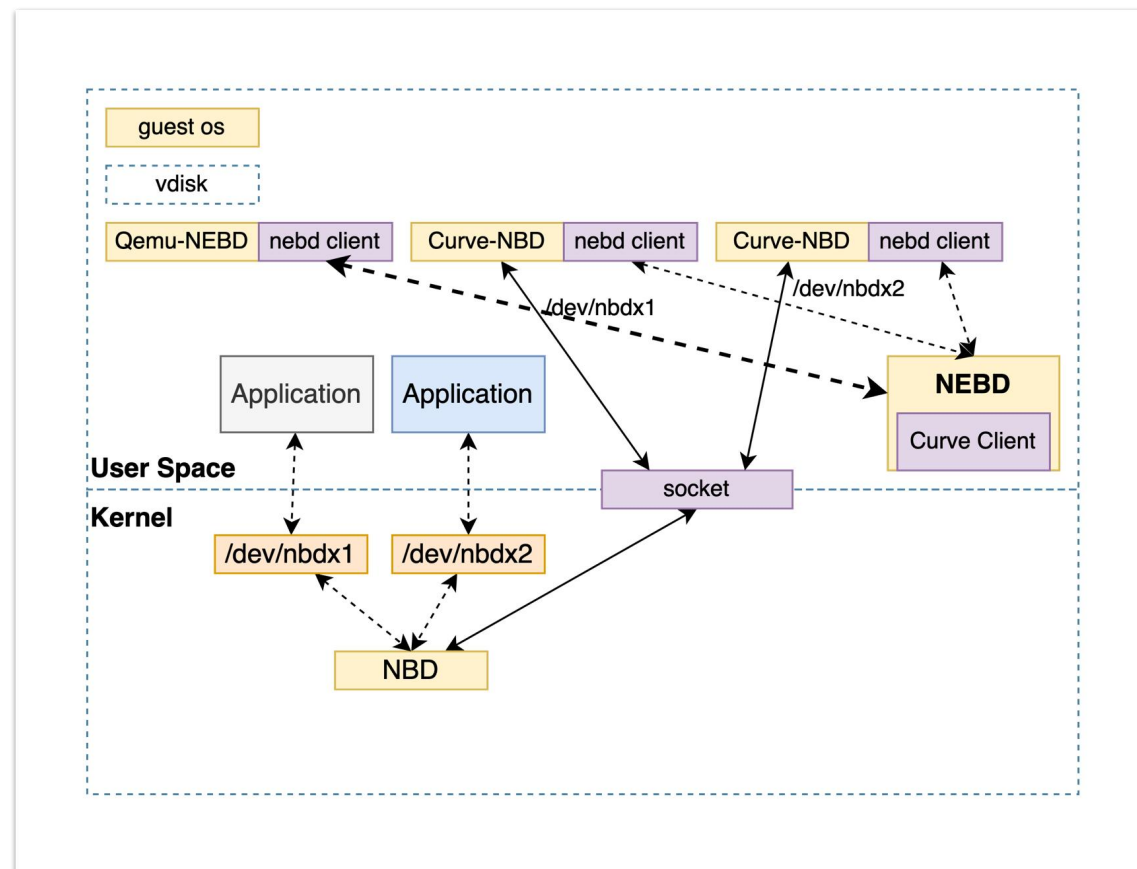 guest os
vdisk
Qemu-NEBD
nebd client
Curve-NBD
nebd client
Curve-NBD
nebd client
/dev/nbdx1
/dev/nbdx2
Application
Application
NEBD
Curve Client
User Space
socket
Kernel
/dev/nbdx1
/dev/nbdx2
NBD